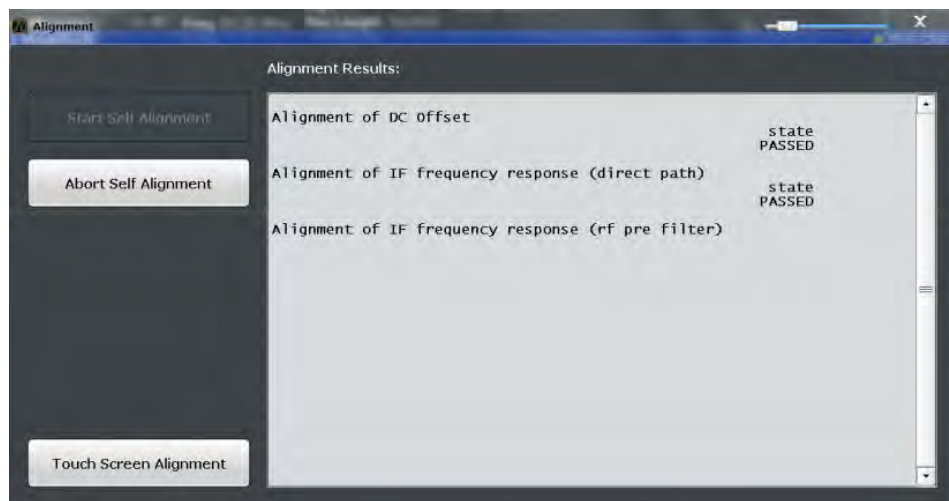 Alignment
Alignment Results:
Start Self Alignment
Abort Self Alignment
Touch Screen Alignment
Alignment of DC Offset
state
PASSED
Alignment of IF frequency response (direct path)
state
PASSED
Alignment of IF frequency response (rf pre filter)